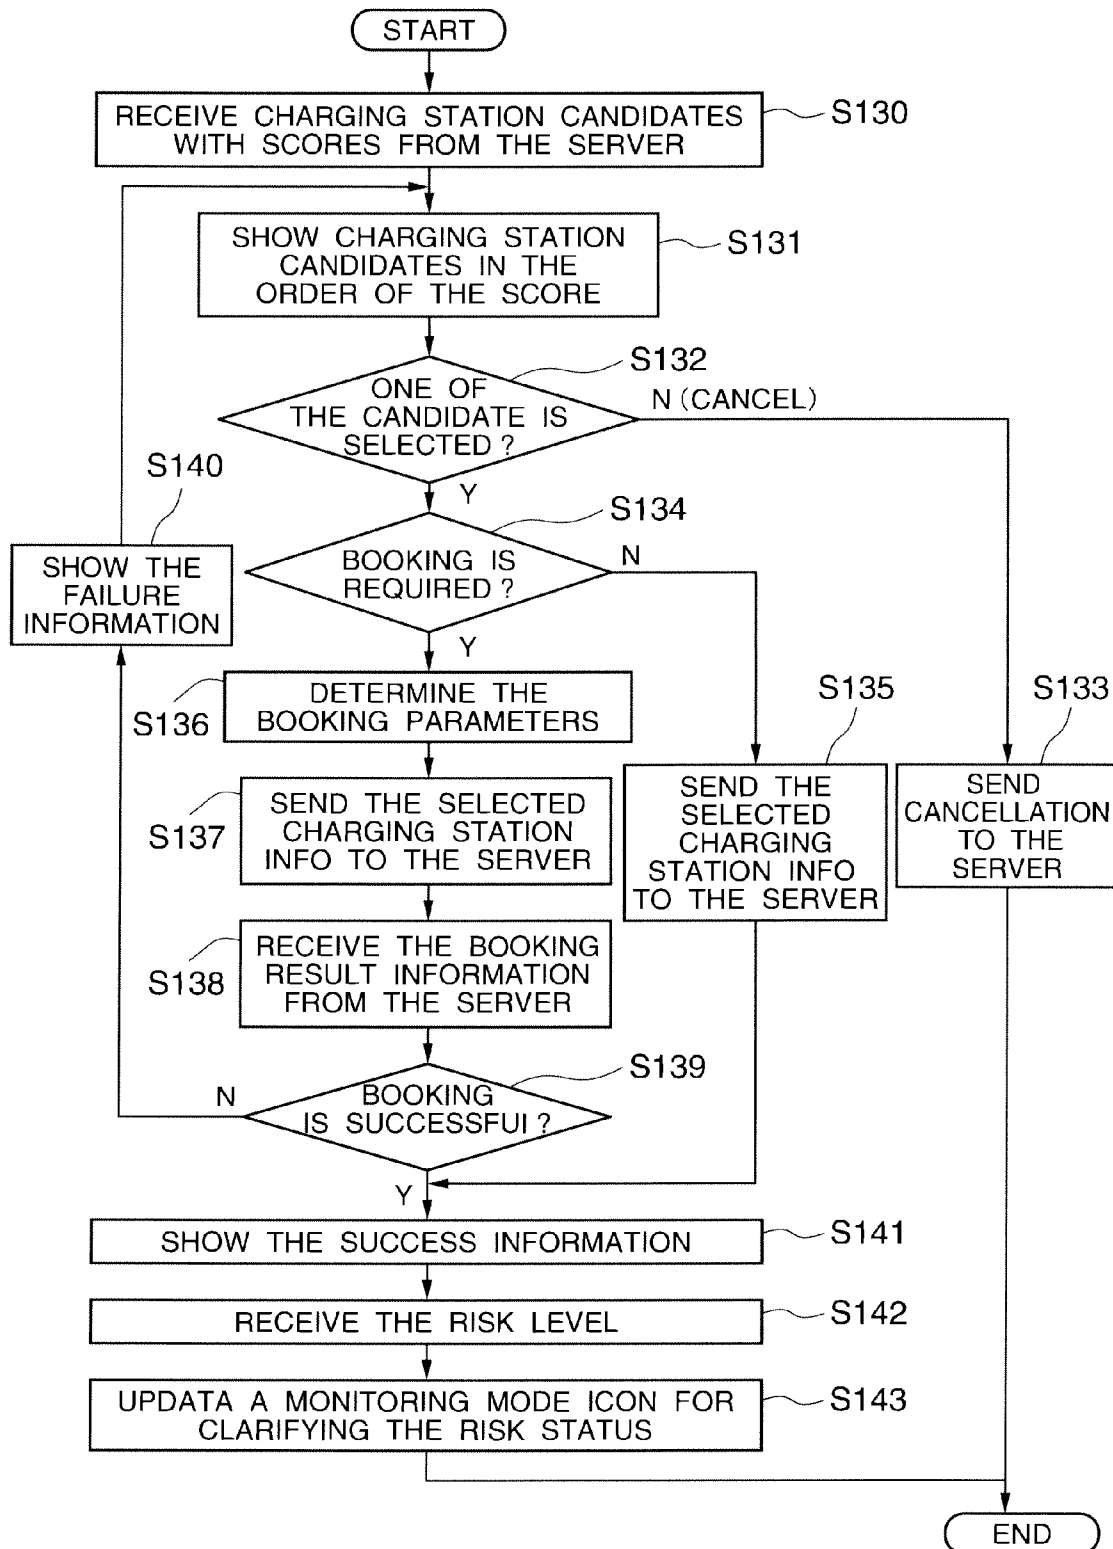 START
RECEIVE CHARGING STATION CANDIDATES
WITH SCORES FROM THE SERVER
S130
SHOW CHARGING STATION
CANDIDATES IN THE
ORDER OF THE SCORE
S131
S132
ONE OF
THE CANDIDATE IS
SELECTED?
N (CANCEL)
Y
S140
SHOW THE
FAILURE
INFORMATION
S134
BOOKING IS
REQUIRED?
N
Y
S136
DETERMINE THE
BOOKING PARAMETERS
S135
S133
S137
SEND THE SELECTED
CHARGING STATION
INFO TO THE SERVER
SEND THE
SELECTED
CHARGING
STATION INFO
TO THE SERVER
SEND
CANCELLATION
TO THE
SERVER
S138
RECEIVE THE BOOKING
RESULT INFORMATION
FROM THE SERVER
S139
BOOKING
IS SUCCESSFUl?
N
Y
SHOW THE SUCCESS INFORMATION
S141
RECEIVE THE RISK LEVEL
S142
UPDATA A MONITORING MODE ICON FOR
CLARIFYING THE RISK STATUS
S143
END